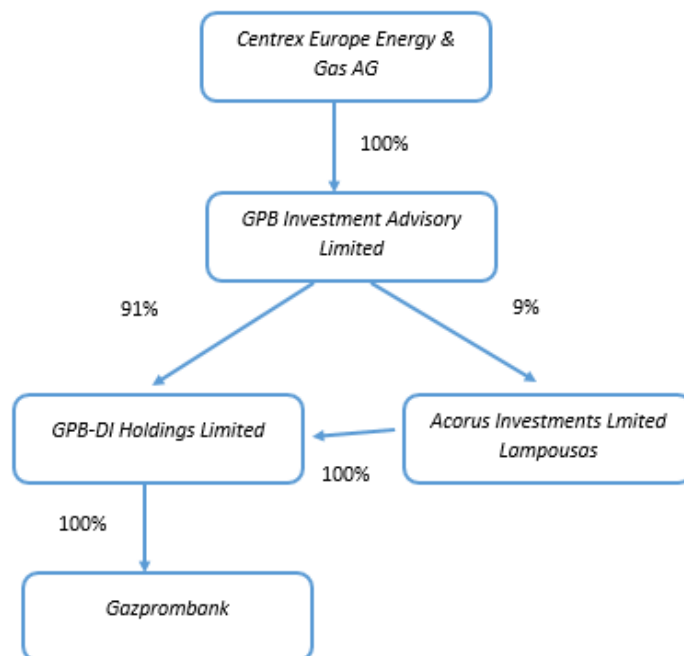 Centrex Europe Energy &
Gas AG
100%
GPB Investment Advisory
Limited
91%
9%
GPB-DI Holdings Limited
Acorus Investments Lmited
Lampousas
100%
100%
Gazprombank